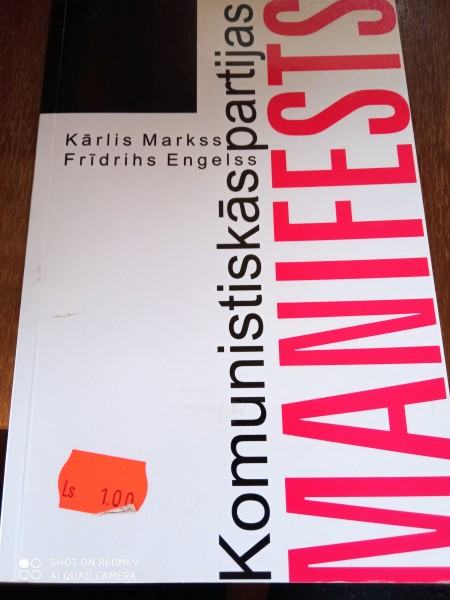 Kārlis Markss
Frīdrihs Engelss
Komunistiskās partijas
MANIFESTS
Ls 1.00
SHOT ON REDMI 9
AI QUAD CAMERA